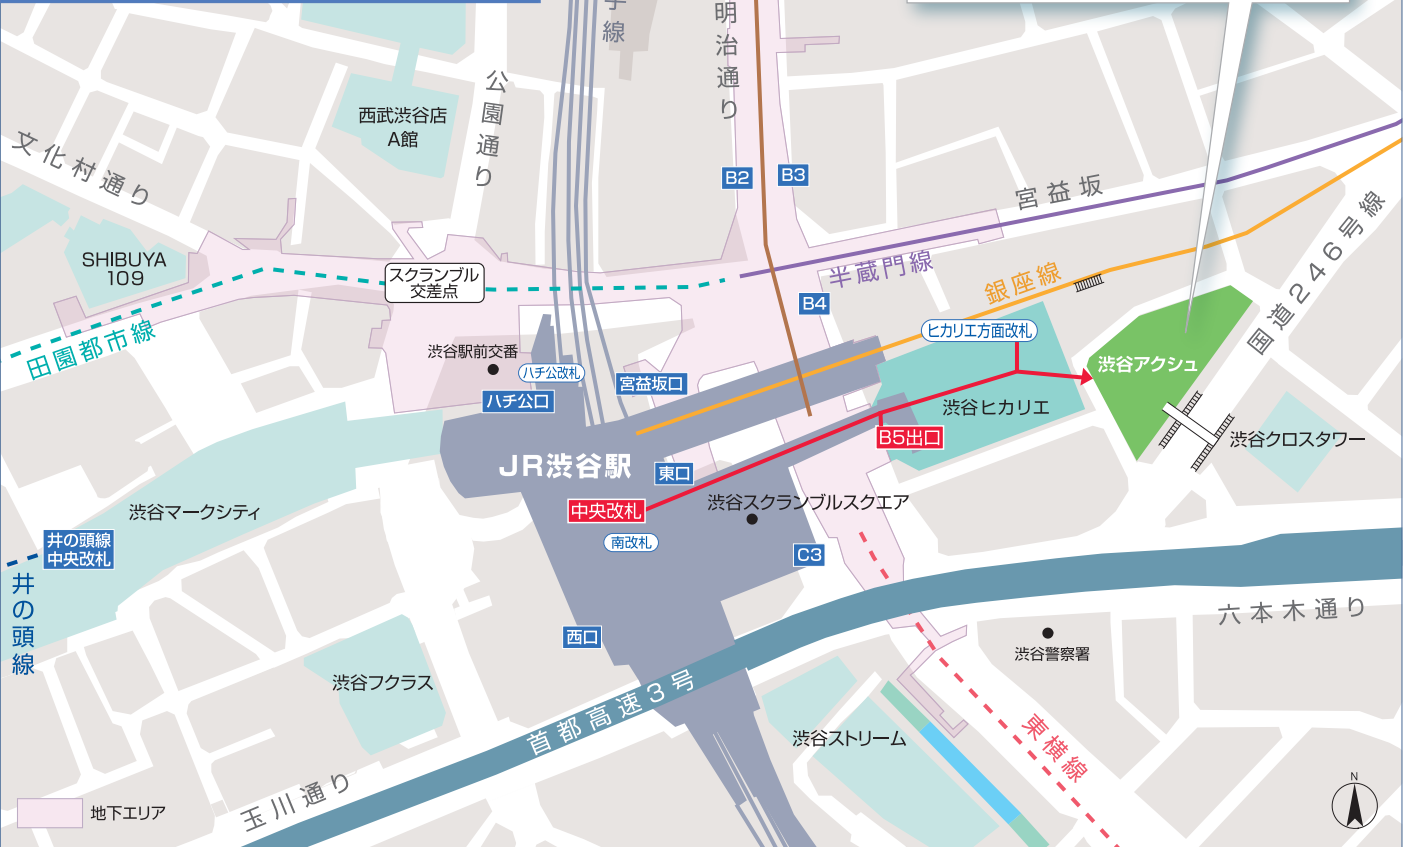 手線
明治通り
公園通り
西武渋谷店
A館
文化村通り
B2
B3
宮益坂
国道246号線
SHIBUYA
109
スクランブル
交差点
半蔵門線
銀座線
B4
ヒカリエ方面改札
田園都市線
渋谷駅前交番
ハチ公改札
宮益坂口
ハチ公口
渋谷アクシュ
渋谷ヒカリエ
B5出口
渋谷クロスタワー
JR渋谷駅
東口
中央改札
渋谷スクランブルスクエア
南改札
C3
渋谷マークシティ
井の頭線
中央改札
井の頭線
西口
六本木通り
渋谷警察署
渋谷フクラス
首都高速3号
渋谷ストリーム
東横線
玉川通り
地下エリア
N